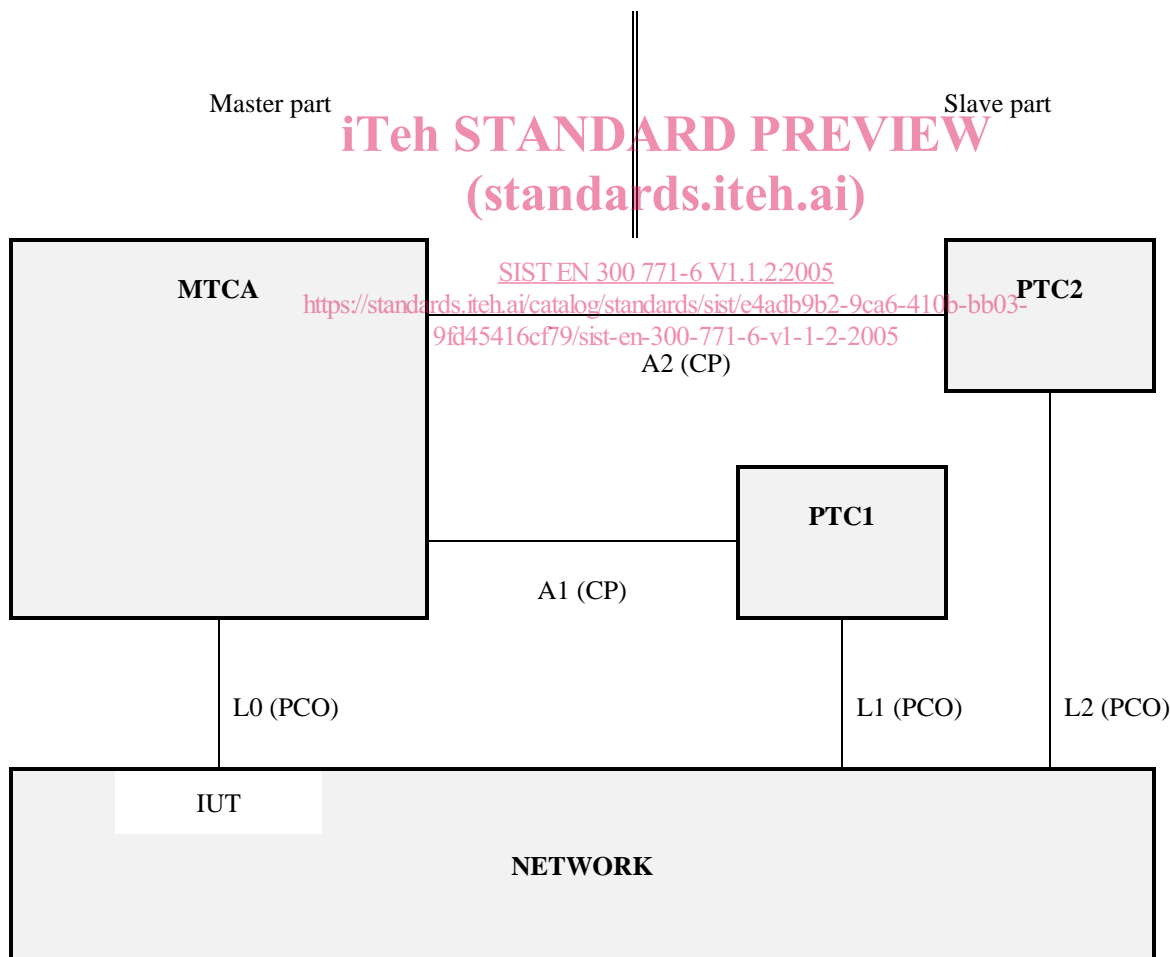 Master part
Slave part
iTeh STANDARD PREVIEW
(standards.iteh.ai)
SIST EN 300 771-6 V1.1.2:2005
https://standards.iteh.ai/catalog/standards/sist/e4adb9b2-9ca6-410b-bb03-
9fd45416cf79/sist-en-300-771-6-v1-1-2-2005
MTCA
PTC2
A2 (CP)
PTC1
A1 (CP)
L0 (PCO)
L1 (PCO)
L2 (PCO)
IUT
NETWORK